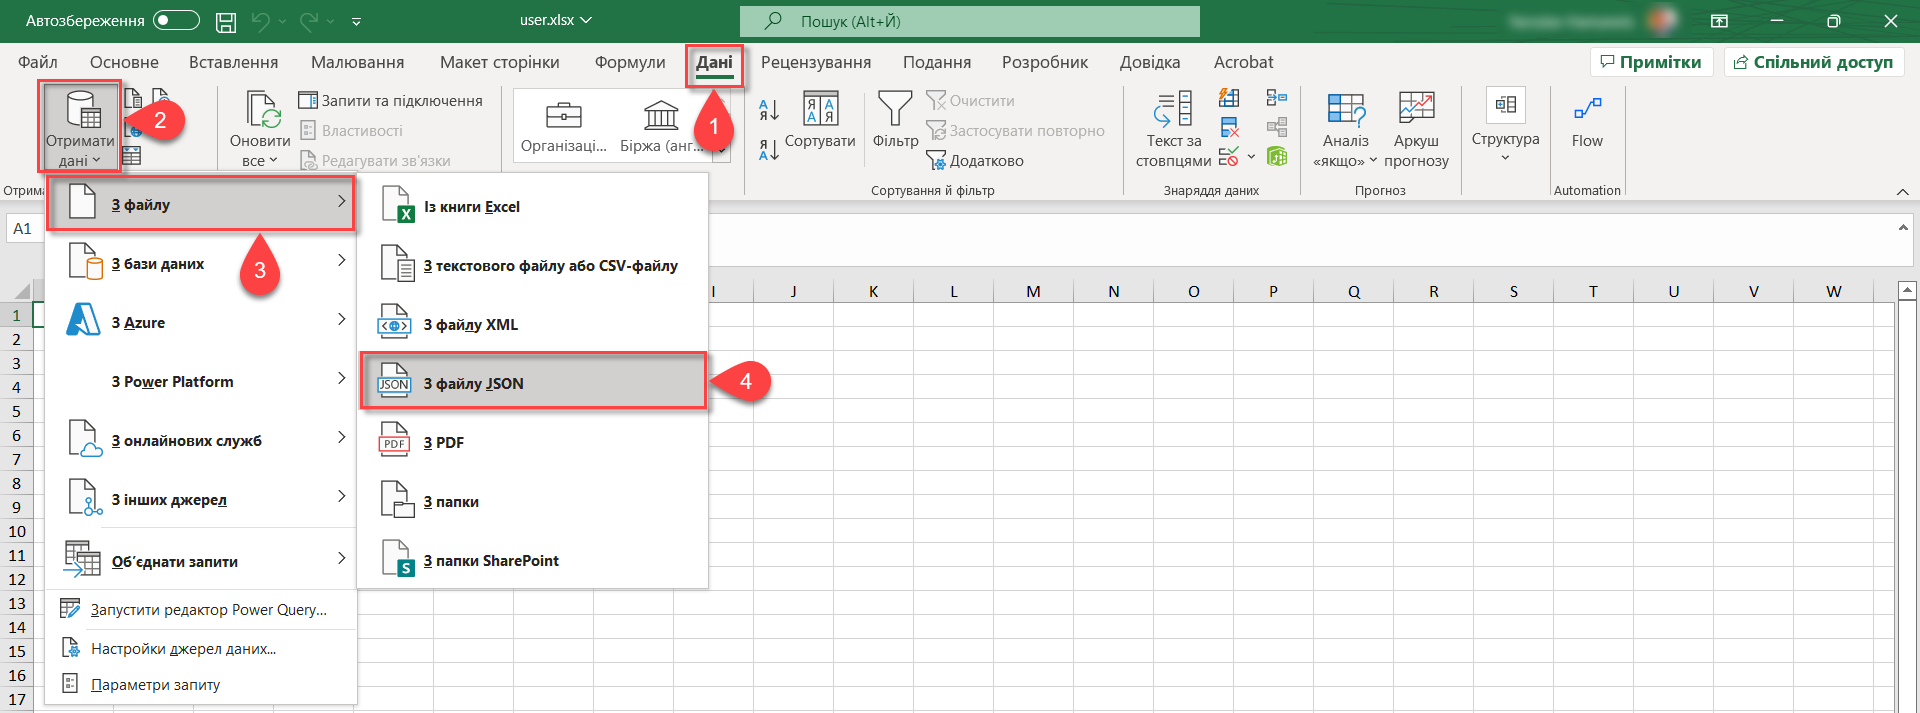 Автозбереження
user.xlsx
Пошук (Alt+Й)
Файл Основне Вставлення Малювання Макет сторінки Формули Дані Рецензування Подання Розробник Довідка Acrobat Примітки Спільний доступ
Отримати дані
2
Оновити все
Запити та підключення
Властивості
Редагувати зв'язки
Організаці...
Біржа (анг...
1
Сортувати
Фільтр
Очистити
Застосувати повторно
Додатково
Сортування й фільтр
Текст за стовпцями
Знаряддя даних
Аналіз «якщо»
Аркуш прогнозу
Прогноз
Структура
Flow
Automation
Отрима
A1
З файлу
3
З бази даних
З Azure
З Power Platform
З онлайнових служб
З інших джерел
Об'єднати запити
Запустити редактор Power Query...
Настройки джерел даних...
Параметри запиту
Із книги Excel
З текстового файлу або CSV-файлу
З файлу XML
JSON
З файлу JSON
4
PDF
З PDF
З папки
З папки SharePoint
I J K L M N O P Q R S T U V W
1
2
3
4
5
6
7
8
9
10
11
12
13
14
15
16
17